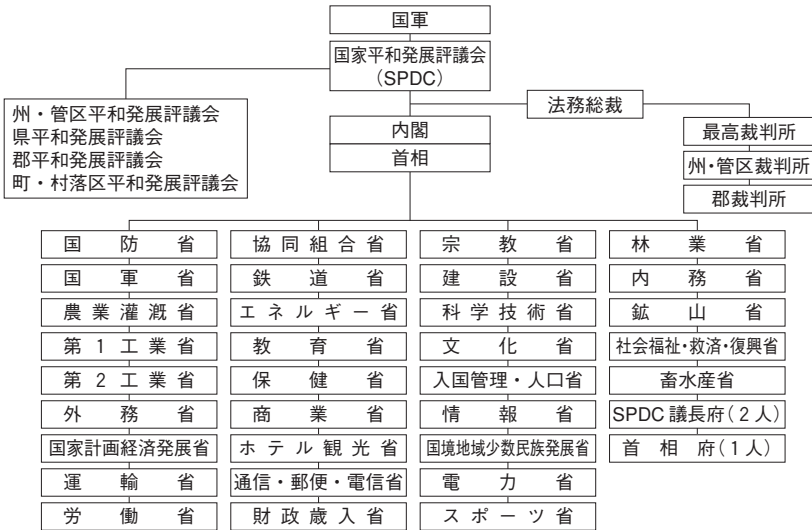 国軍
国家平和発展評議会
(SPDC)
法務総裁
州・管区平和発展評議会
県平和発展評議会
郡平和発展評議会
町・村落区平和発展評議会
内閣
首相
最高裁判所
州・管区裁判所
郡裁判所
国防省
国軍省
農業灌漑省
第1工業省
第2工業省
外務省
国家計画経済発展省
運輸省
労働省
協同組合省
鉄道省
エネルギー省
教育省
保健省
商業省
ホテル観光省
通信・郵便・電信省
財政歳入省
宗教省
建設省
科学技術省
文化省
入国管理・人口省
情報省
国境地域少数民族発展省
電力省
スポーツ省
林業省
内務省
鉱山省
社会福祉・救済・復興省
畜水産省
SPDC議長府(2人)
首相府(1人)